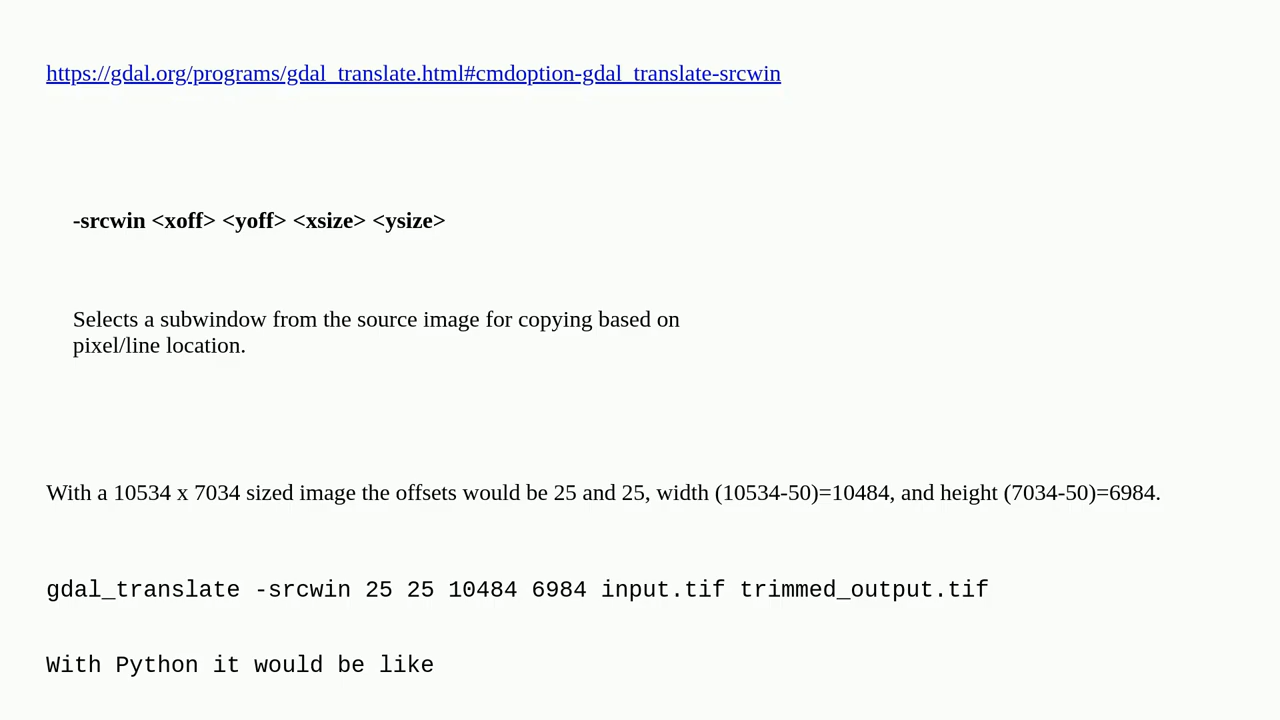 https://gdal.org/programs/gdal_translate.html#cmdoption-gdal_translate-srcwin
-srcwin <xoff> <yoff> <xsize> <ysize>
Selects a subwindow from the source image for copying based on
pixel/line location.
With a 10534 x 7034 sized image the offsets would be 25 and 25, width (10534-50)=10484, and height (7034-50)=6984.
gdal_translate -srcwin 25 25 10484 6984 input.tif trimmed_output.tif
With Python it would be like